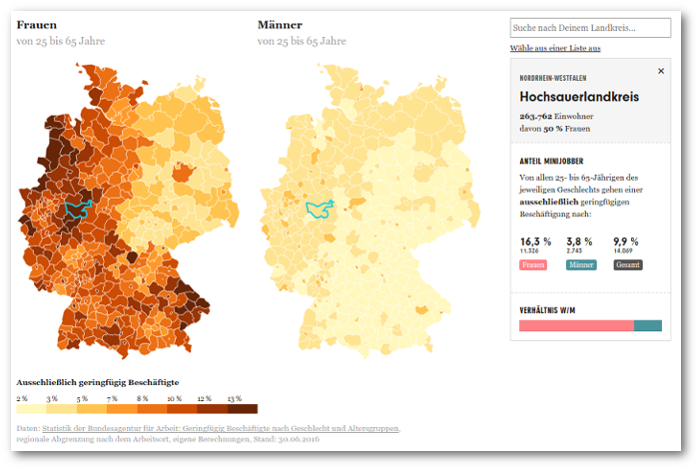 Frauen
von 25 bis 65 Jahre
Männer
von 25 bis 65 Jahre
Suche nach Deinem Landkreis...
Wähle aus einer Liste aus
NORDRHEIN-WESTFALEN
×
Hochsauerlandkreis
263.762 Einwohner
davon 50 % Frauen
ANTEIL MINIJOBBER
Von allen 25- bis 65-Jährigen des
jeweiligen Geschlechts gehen einer
ausschließlich geringfügigen
Beschäftigung nach:
16,3 % 3,8 % 9,9 %
11.326 2.743 14.069
Frauen Männer Gesamt
VERHÄLTNIS W/M
Ausschließlich geringfügig Beschäftigte
2 % 3 % 4 % 6 % 8 % 10 % 12 % 13 %
Daten: Statistik der Bundesagentur für Arbeit: Geringfügig Beschäftigte nach Geschlecht und Altersgruppen,
regionale Abgrenzung nach dem Arbeitsort, eigene Berechnungen, Stand: 30.06.2016